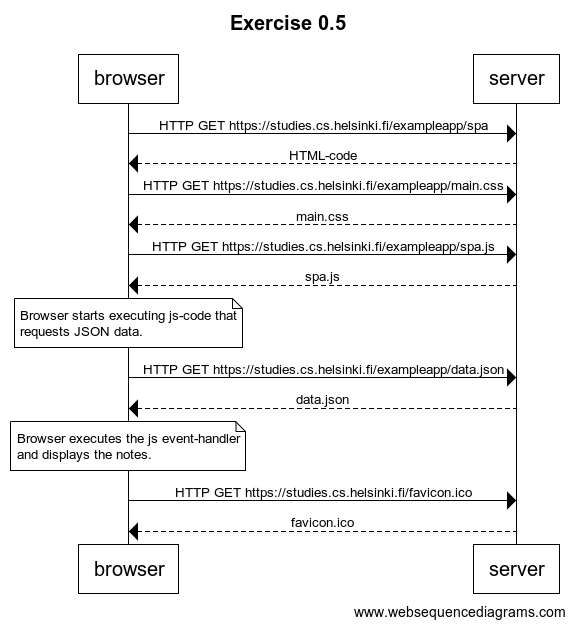 Exercise 0.5
browser
server
HTTP GET https://studies.cs.helsinki.fi/exampleapp/spa
HTML-code
HTTP GET https://studies.cs.helsinki.fi/exampleapp/main.css
main.css
HTTP GET https://studies.cs.helsinki.fi/exampleapp/spa.js
spa.js
Browser starts executing js-code that
requests JSON data.
HTTP GET https://studies.cs.helsinki.fi/exampleapp/data.json
data.json
Browser executes the js event-handler
and displays the notes.
HTTP GET https://studies.cs.helsinki.fi/favicon.ico
favicon.ico
browser
server
www.websequencediagrams.com